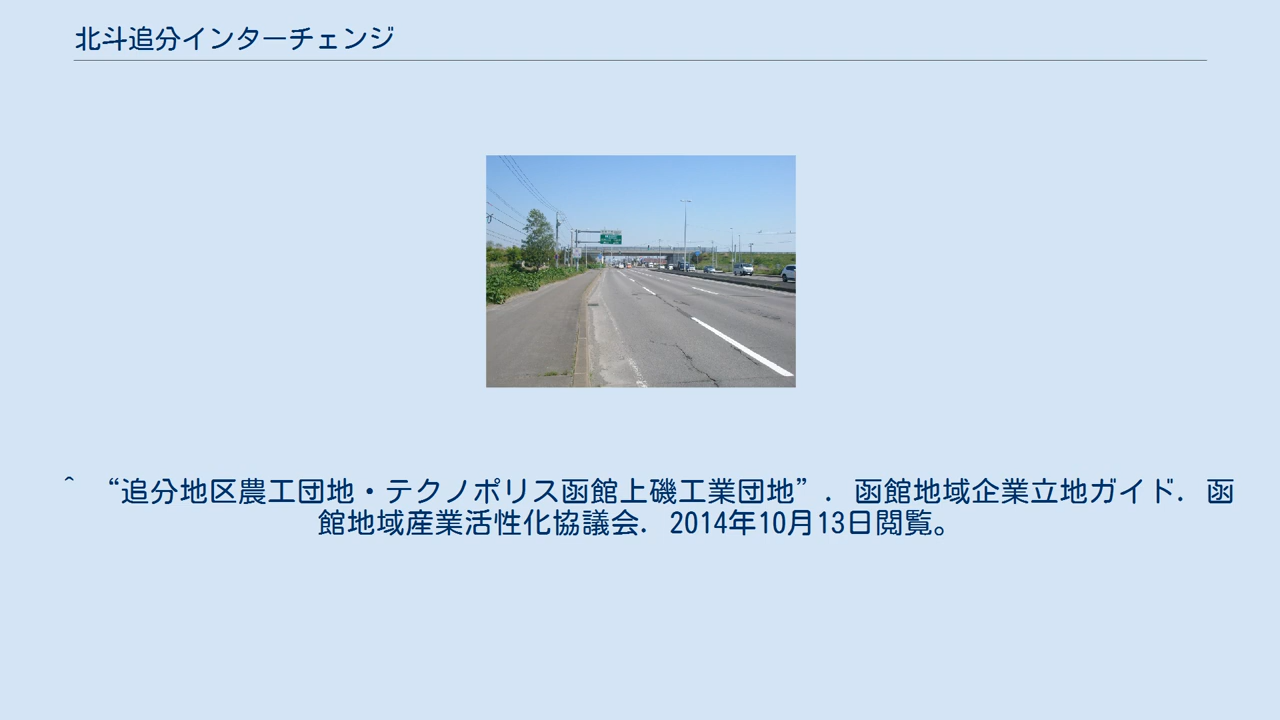 北斗追分インターチェンジ
^ “追分地区農工団地・テクノポリス函館上磯工業団地”. 函館地域企業立地ガイド. 函
館地域産業活性化協議会. 2014年10月13日閲覧。